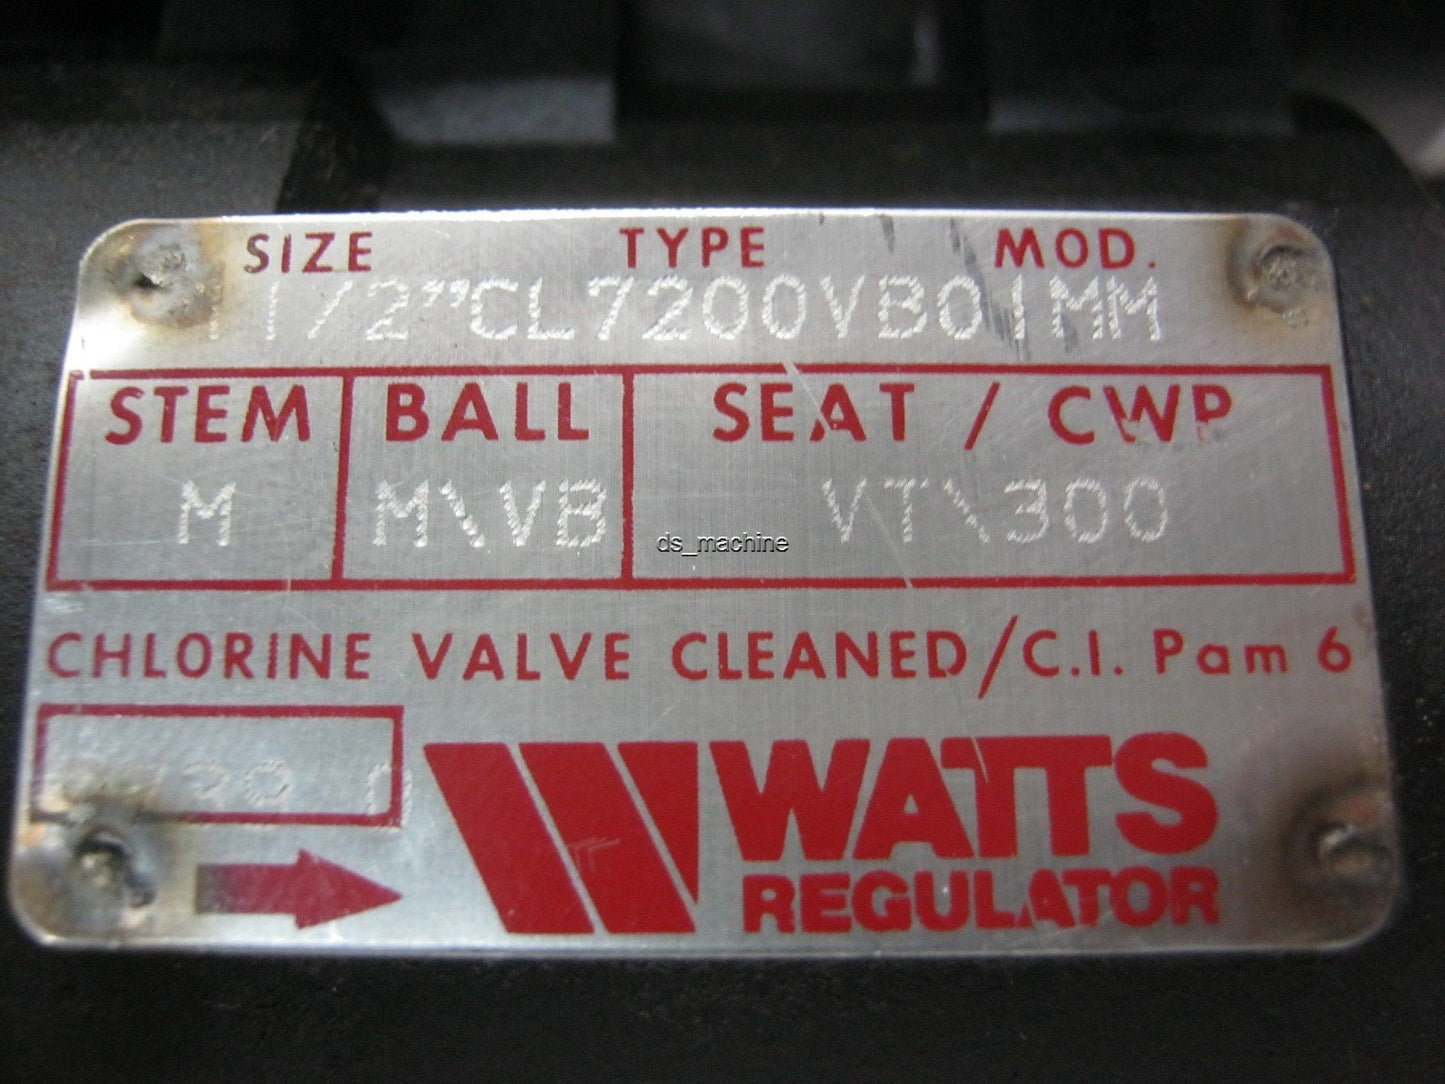 SIZE TYPE MOD.
1 1/2"CL7200VB01MM
STEM BALL SEAT / CWP
M M\VB VT\300
ds_machine
CHLORINE VALVE CLEANED/C.I. Pam 6
WATTS
REGULATOR